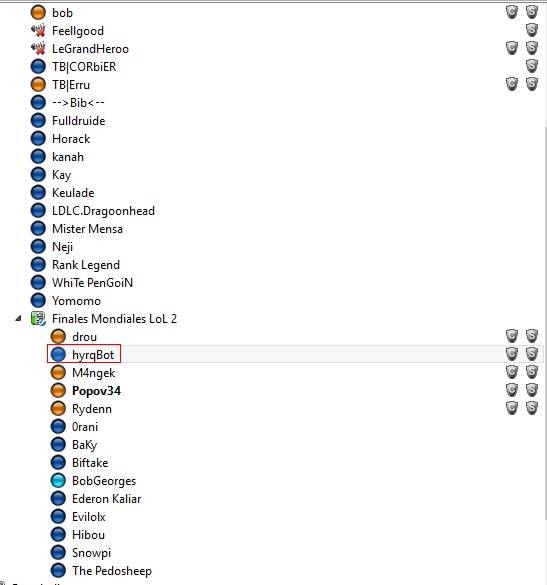 bob
Feellgood
LeGrandHeroo
TB|CORbiER
TB|Erru
-->Bib<--
Fulldruide
Horack
kanah
Kay
Keulade
LDLC.Dragoonhead
Mister Mensa
Neji
Rank Legend
WhiTe PenGoiN
Yomomo
Finales Mondiales LoL 2
drou
hyrqBot
M4ngek
Popov34
Rydenn
0rani
BaKy
Biftake
BobGeorges
Ederon Kaliar
Evilolx
Hibou
Snowpi
The Pedosheep